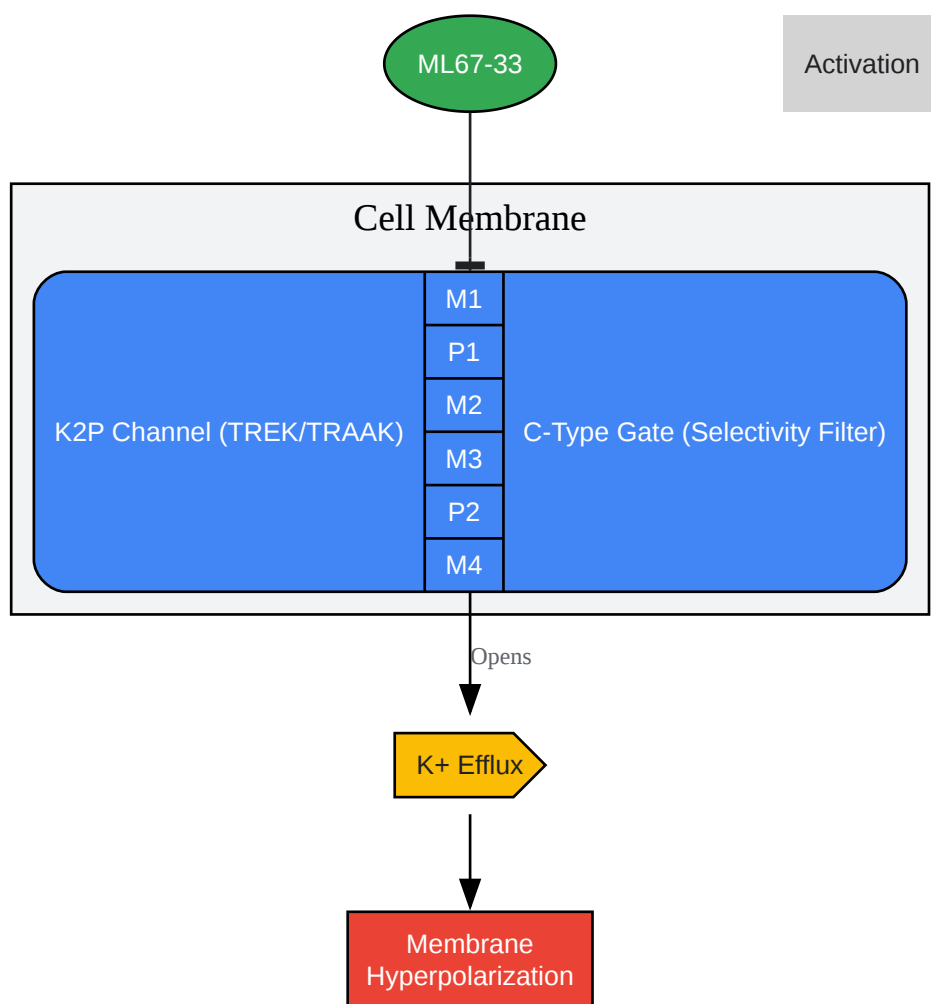 ML67-33
Activation
Cell Membrane
K2P Channel (TREK/TRAAK)
M1
P1
M2
M3
P2
M4
C-Type Gate (Selectivity Filter)
Opens
K+ Efflux
Membrane
Hyperpolarization